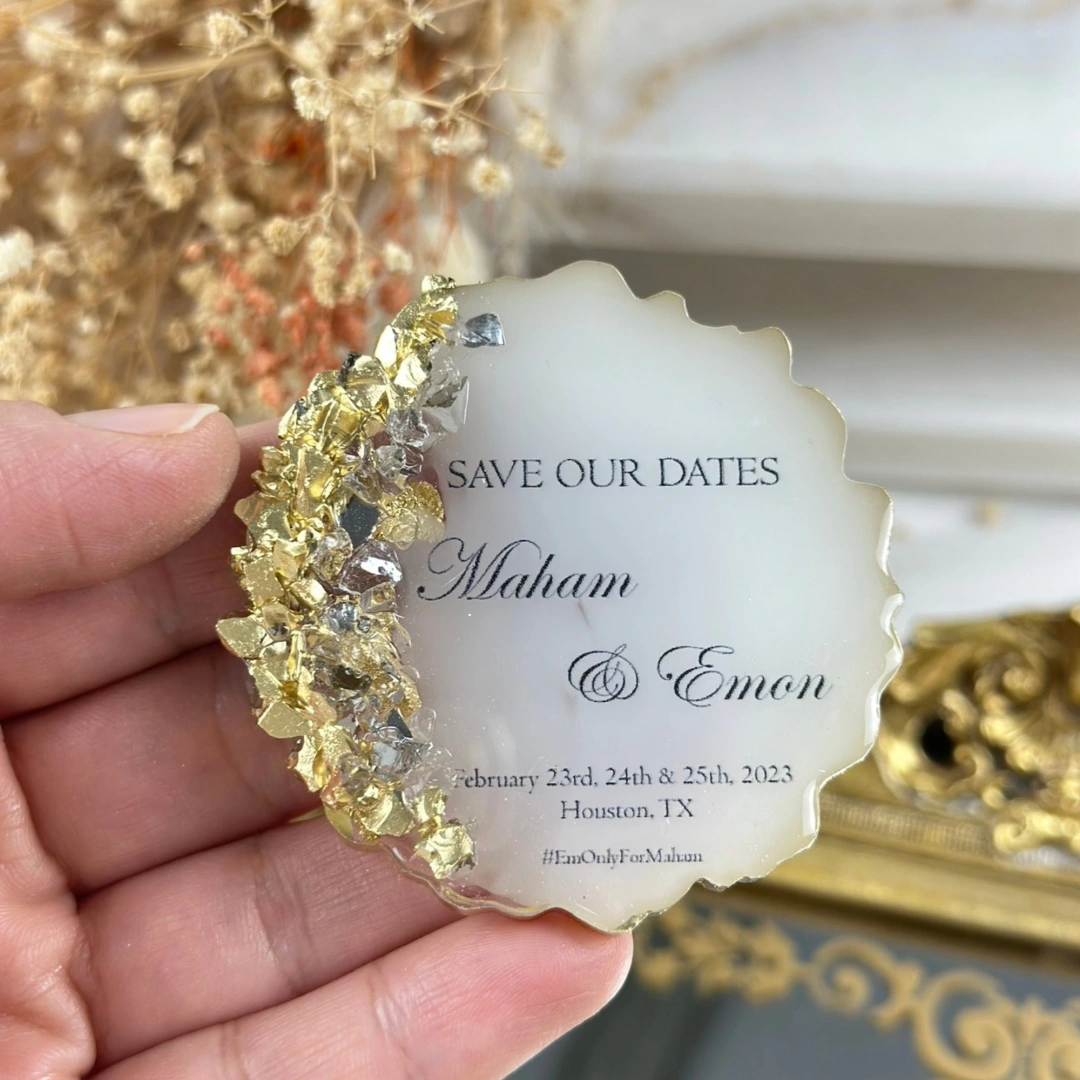 SAVE OUR DATES
Maham
& Emon
February 23rd, 24th & 25th, 2023
Houston, TX
#EmOnlyForMaham